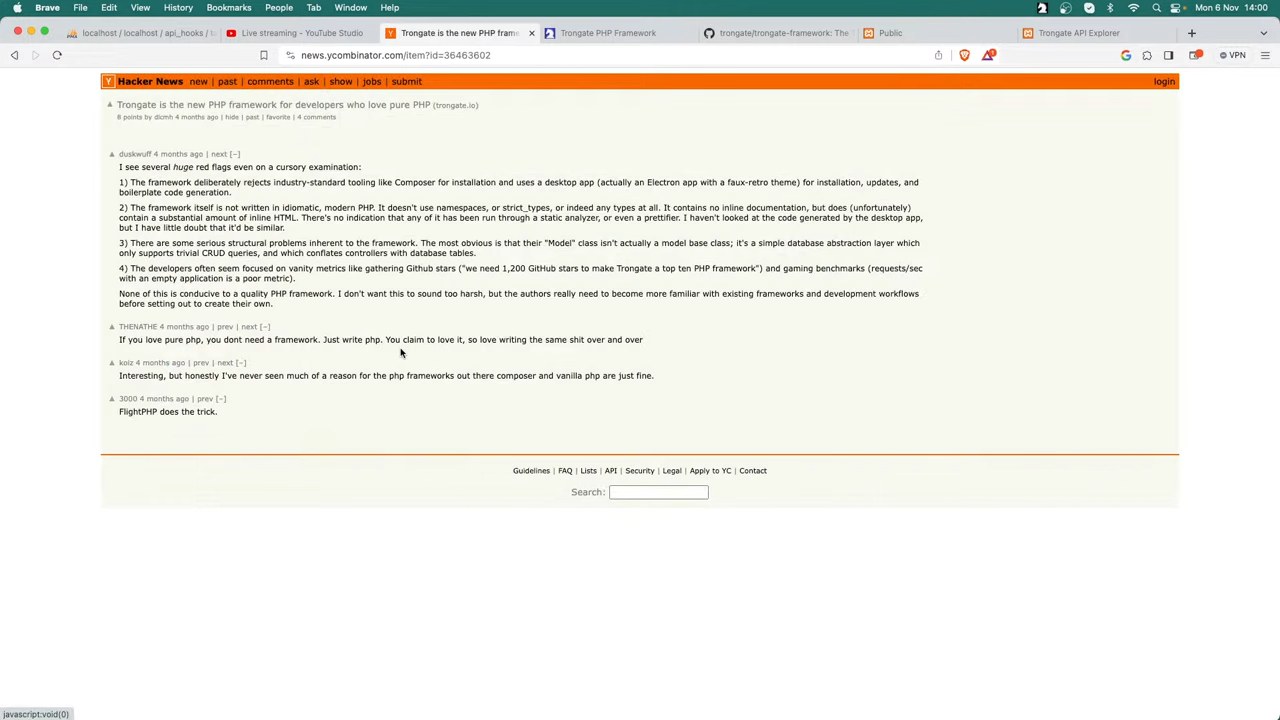 Brave File Edit View History Bookmarks People Tab Window Help
Mon 6 Nov 14:00
localhost / localhost / api_hooks / t
Live streaming - YouTube Studio
Trongate is the new PHP fram
Trongate PHP Framework
trongate/trongate-framework: The
Public
Trongate API Explorer
news.ycombinator.com/item?id=36463602
VPN
Y Hacker News new | past | comments | ask | show | jobs | submit
login
Trongate is the new PHP framework for developers who love pure PHP (trongate.io)
8 points by dicmh 4 months ago | hide | past | favorite | 4 comments
duskwuff 4 months ago | next [–]
I see several huge red flags even on a cursory examination:
1) The framework deliberately rejects industry-standard tooling like Composer for installation and uses a desktop app (actually an Electron app with a faux-retro theme) for installation, updates, and
boilerplate code generation.
2) The framework itself is not written in idiomatic, modern PHP. It doesn't use namespaces, or strict_types, or indeed any types at all. It contains no inline documentation, but does (unfortunately)
contain a substantial amount of inline HTML. There's no indication that any of it has been run through a static analyzer, or even a prettifier. I haven't looked at the code generated by the desktop app,
but I have little doubt that it'd be similar.
3) There are some serious structural problems inherent to the framework. The most obvious is that their "Model" class isn't actually a model base class; it's a simple database abstraction layer which
only supports trivial CRUD queries, and which conflates controllers with database tables.
4) The developers often seem focused on vanity metrics like gathering Github stars ("we need 1,200 GitHub stars to make Trongate a top ten PHP framework") and gaming benchmarks (requests/sec
with an empty application is a poor metric).
None of this is conducive to a quality PHP framework. I don't want this to sound too harsh, but the authors really need to become more familiar with existing frameworks and development workflows
before setting out to create their own.
THENATHE 4 months ago | prev | next [–]
If you love pure php, you dont need a framework. Just write php. You claim to love it, so love writing the same shit over and over
koiz 4 months ago | prev | next [–]
Interesting, but honestly I've never seen much of a reason for the php frameworks out there composer and vanilla php are just fine.
3000 4 months ago | prev [–]
FlightPHP does the trick.
Guidelines | FAQ | Lists | API | Security | Legal | Apply to YC | Contact
Search:
javascript:void(0)